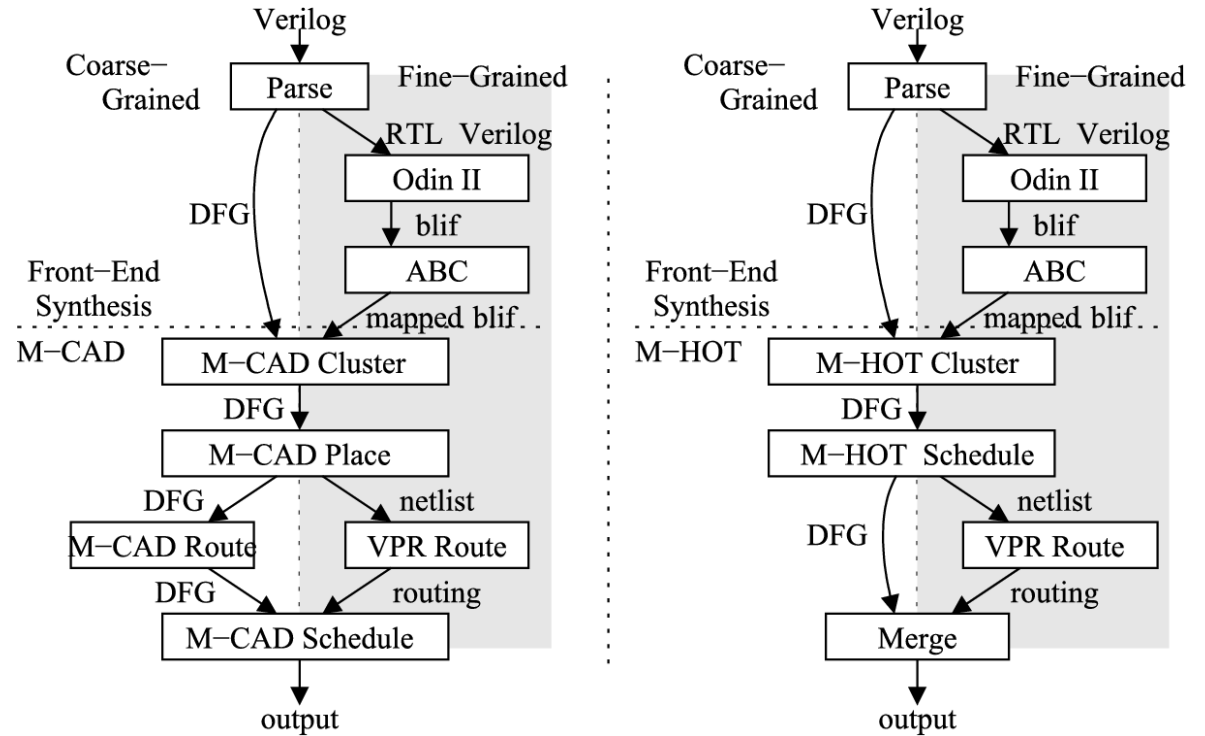 Verilog
Coarse−
Grained
Parse
Fine−Grained
RTL Verilog
Odin II
DFG
blif
ABC
Front−End
Synthesis
mapped blif
M−CAD
M−CAD Cluster
DFG
M−CAD Place
DFG
netlist
M−CAD Route
VPR Route
DFG
routing
M−CAD Schedule
output
Verilog
Coarse−
Grained
Parse
Fine−Grained
RTL Verilog
Odin II
DFG
blif
ABC
Front−End
Synthesis
mapped blif
M−HOT
M−HOT Cluster
DFG
M−HOT Schedule
netlist
DFG
VPR Route
routing
Merge
output